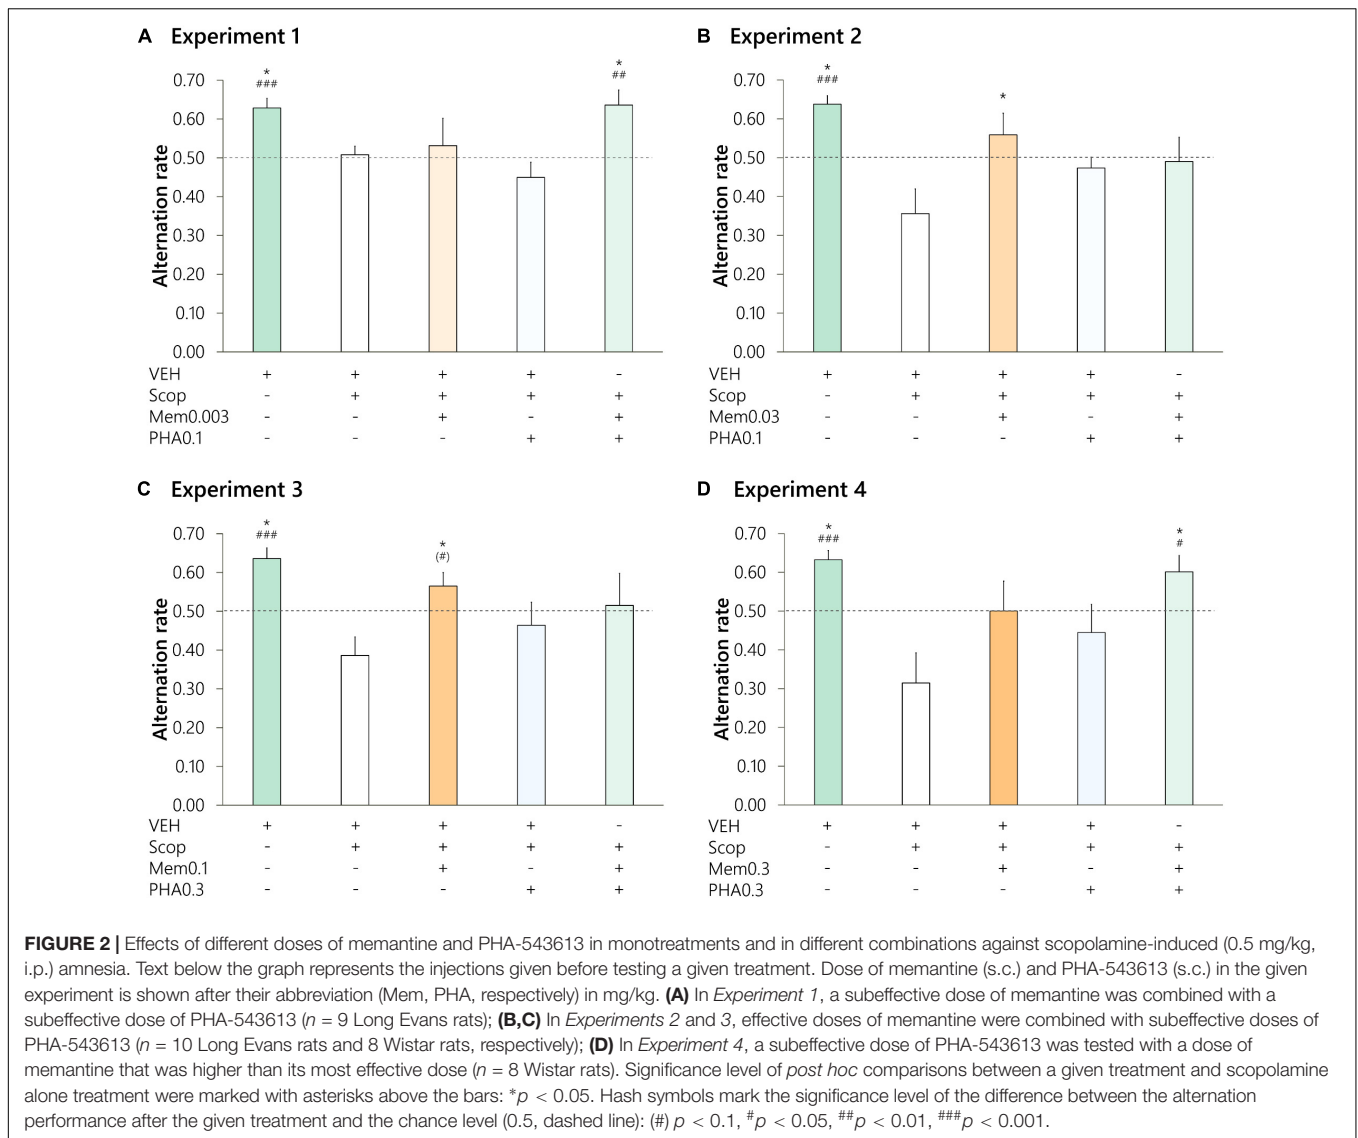 A Experiment 1
* *
### ##
0.70
0.60
0.50
0.40
0.30
0.20
0.10
0.00
Alternation rate
VEH + + + + -
Scop - + + + +
Mem0.003 - - + - +
PHA0.1 - - - + +
B Experiment 2
* *
###
0.70
0.60
0.50
0.40
0.30
0.20
0.10
0.00
Alternation rate
VEH + + + + -
Scop - + + + +
Mem0.03 - - + - +
PHA0.1 - - - + +
C Experiment 3
* *
### (#)
0.70
0.60
0.50
0.40
0.30
0.20
0.10
0.00
Alternation rate
VEH + + + + -
Scop - + + + +
Mem0.1 - - + - +
PHA0.3 - - - + +
D Experiment 4
* *
### #
0.70
0.60
0.50
0.40
0.30
0.20
0.10
0.00
Alternation rate
VEH + + + + -
Scop - + + + +
Mem0.3 - - + - +
PHA0.3 - - - + +
FIGURE 2 | Effects of different doses of memantine and PHA-543613 in monotreatments and in different combinations against scopolamine-induced (0.5 mg/kg,
i.p.) amnesia. Text below the graph represents the injections given before testing a given treatment. Dose of memantine (s.c.) and PHA-543613 (s.c.) in the given
experiment is shown after their abbreviation (Mem, PHA, respectively) in mg/kg. (A) In Experiment 1, a subeffective dose of memantine was combined with a
subeffective dose of PHA-543613 (n = 9 Long Evans rats); (B,C) In Experiments 2 and 3, effective doses of memantine were combined with subeffective doses of
PHA-543613 (n = 10 Long Evans rats and 8 Wistar rats, respectively); (D) In Experiment 4, a subeffective dose of PHA-543613 was tested with a dose of
memantine that was higher than its most effective dose (n = 8 Wistar rats). Significance level of post hoc comparisons between a given treatment and scopolamine
alone treatment were marked with asterisks above the bars: *p < 0.05. Hash symbols mark the significance level of the difference between the alternation
performance after the given treatment and the chance level (0.5, dashed line): (#) p < 0.1, #p < 0.05, ##p < 0.01, ###p < 0.001.